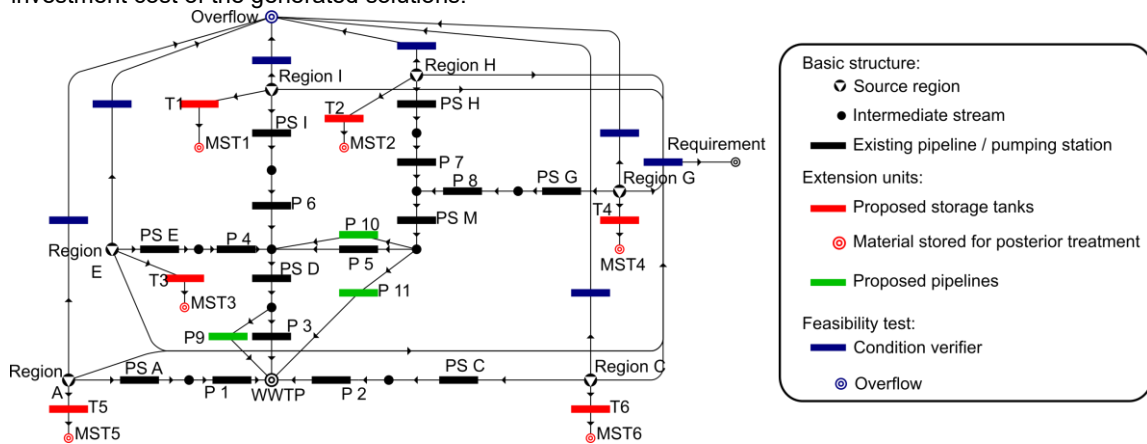 investment cost of the generated solutions.
Overflow
Region I
Region H
T1
T2
PS H
PS I
MST1
MST2
Requirement
P 7
P 8
PS G
Region G
P 6
T4
P 10
PS M
PS E
P 4
Region
E
P 5
MST4
T3
PS D
P 11
MST3
P9
P 3
Region
A
PS A
PS C
Region C
P 1
WWTP
P 2
T5
T6
MST5
MST6
Basic structure:
Source region
Intermediate stream
Existing pipeline / pumping station
Extension units:
Proposed storage tanks
Material stored for posterior treatment
Proposed pipelines
Feasibility test:
Condition verifier
Overflow